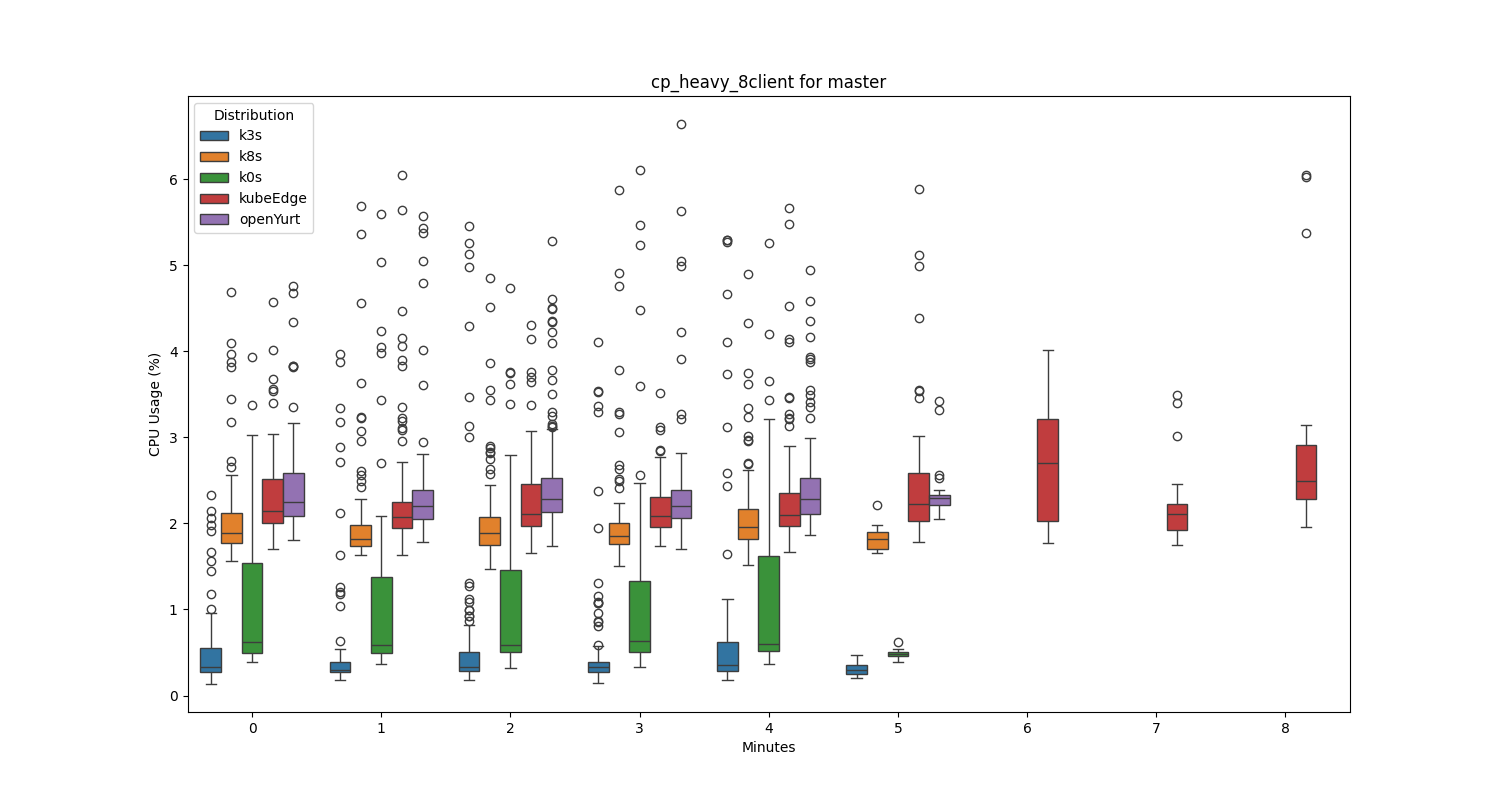 cp_heavy_8client for master
Distribution
k3s
k8s
k0s
kubeEdge
openYurt
CPU Usage (%)
6
5
4
3
2
1
0
0 1 2 3 4 5 6 7 8
Minutes